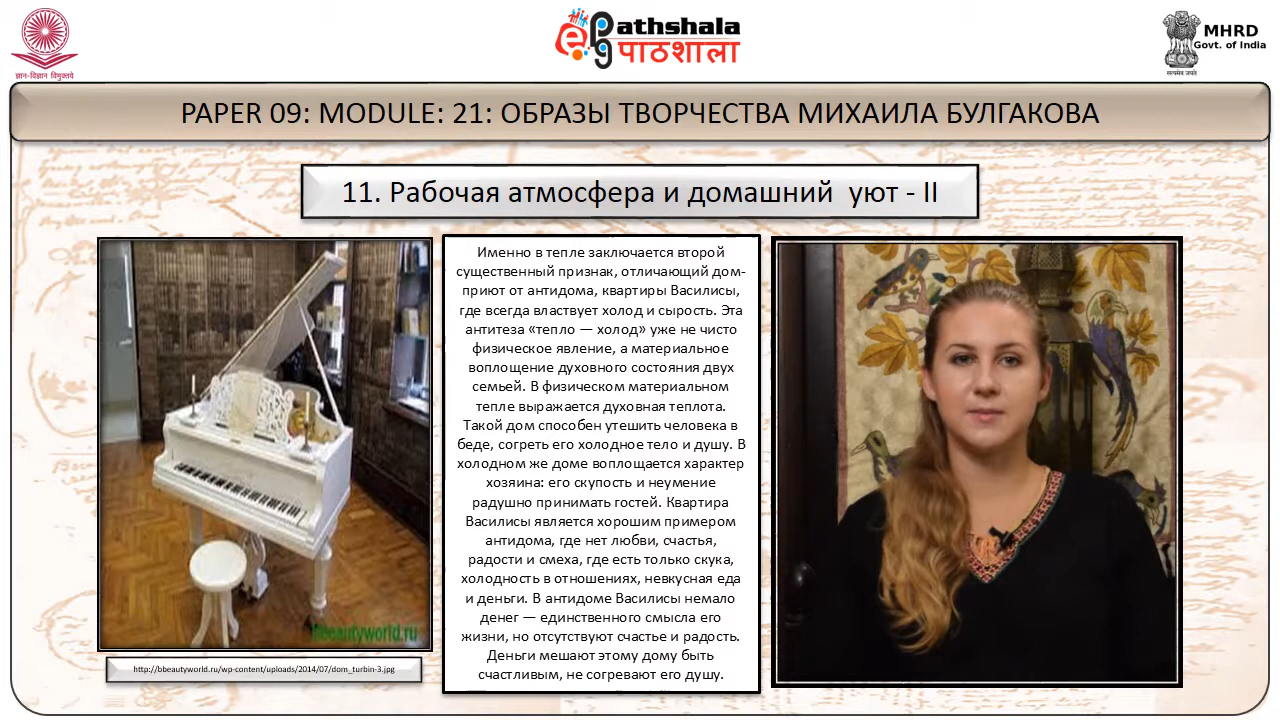 ज्ञान-विज्ञान विमुक्तये
ePathshala
पाठशाला
MHRD
Govt. of India
सत्यमेव जयते
PAPER 09: MODULE: 21: ОБРАЗЫ ТВОРЧЕСТВА МИХАИЛА БУЛГАКОВА
11. Рабочая атмосфера и домашний уют - II
Именно в тепле заключается второй
существенный признак, отличающий дом-
приют от антидома, квартиры Василисы,
где всегда властвует холод и сырость. Эта
антитеза «тепло — холод» уже не чисто
физическое явление, а материальное
воплощение духовного состояния двух
семьей. В физическом материальном
тепле выражается духовная теплота.
Такой дом способен утешить человека в
беде, согреть его холодное тело и душу. В
холодном же доме воплощается характер
хозяина: его скупость и неумение
радушно принимать гостей. Квартира
Василисы является хорошим примером
антидома, где нет любви, счастья,
радости и смеха, где есть только скука,
холодность в отношениях, невкусная еда
и деньги. В антидоме Василисы немало
денег — единственного смысла его
жизни, но отсутствуют счастье и радость.
Деньги мешают этому дому быть
счастливым, не согревают его душу.
bbeautyworld.ru
http://bbeautyworld.ru/wp-content/uploads/2014/07/dom_turbin-3.jpg